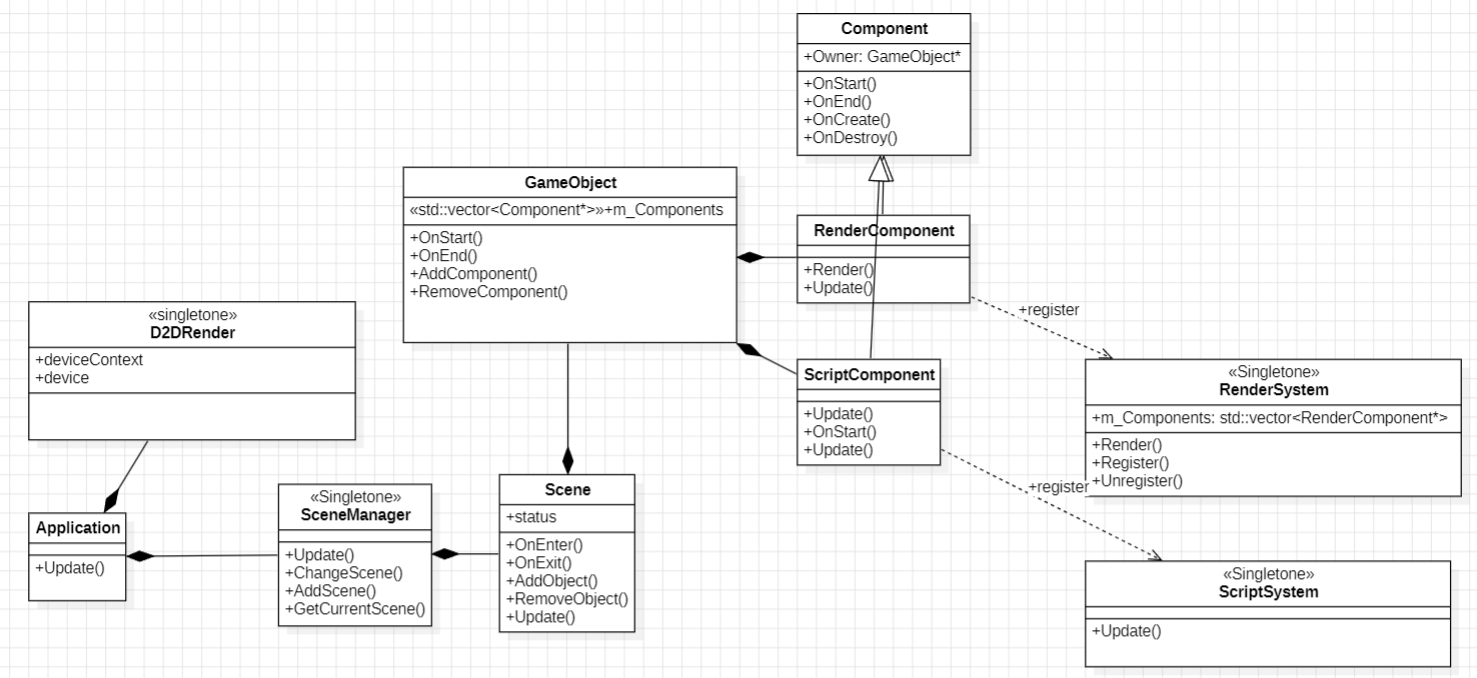 Component
+Owner: GameObject*
+OnStart()
+OnEnd()
+OnCreate()
+OnDestroy()
GameObject
«std::vector<Component*>»+m_Components
+OnStart()
+OnEnd()
+AddComponent()
+RemoveComponent()
RenderComponent
+Render()
+Update()
+register
«singletone»
D2DRender
+deviceContext
+device
ScriptComponent
+Update()
+OnStart()
+Update()
+register
«Singletone»
RenderSystem
+m_Components: std::vector<RenderComponent*>
+Render()
+Register()
+Unregister()
Application
+Update()
«Singletone»
SceneManager
+Update()
+ChangeScene()
+AddScene()
+GetCurrentScene()
Scene
+status
+OnEnter()
+OnExit()
+AddObject()
+RemoveObject()
+Update()
«Singletone»
ScriptSystem
+Update()